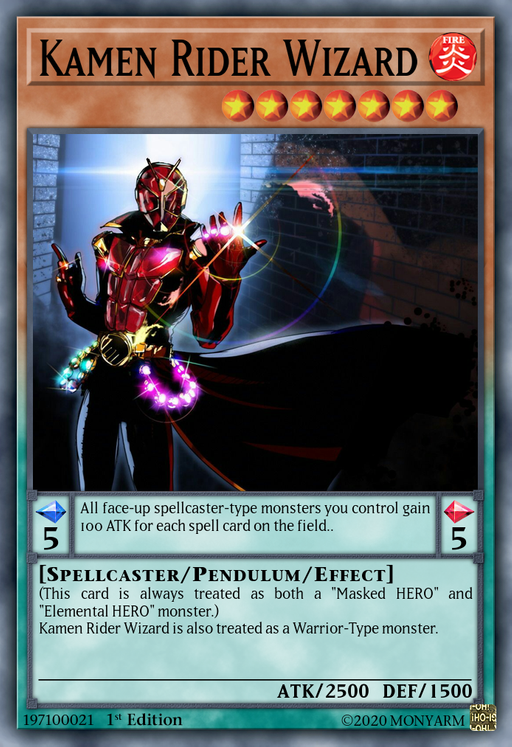 KAMEN RIDER WIZARD
FIRE
炎
All face-up spellcaster-type monsters you control gain
100 ATK for each spell card on the field..
5
5
[SPELLCASTER/PENDULUM/EFFECT]
(This card is always treated as both a "Masked HERO" and
"Elemental HERO" monster.)
Kamen Rider Wizard is also treated as a Warrior-Type monster.
ATK/2500 DEF/1500
197100021 1st Edition
©2020 MONYARM